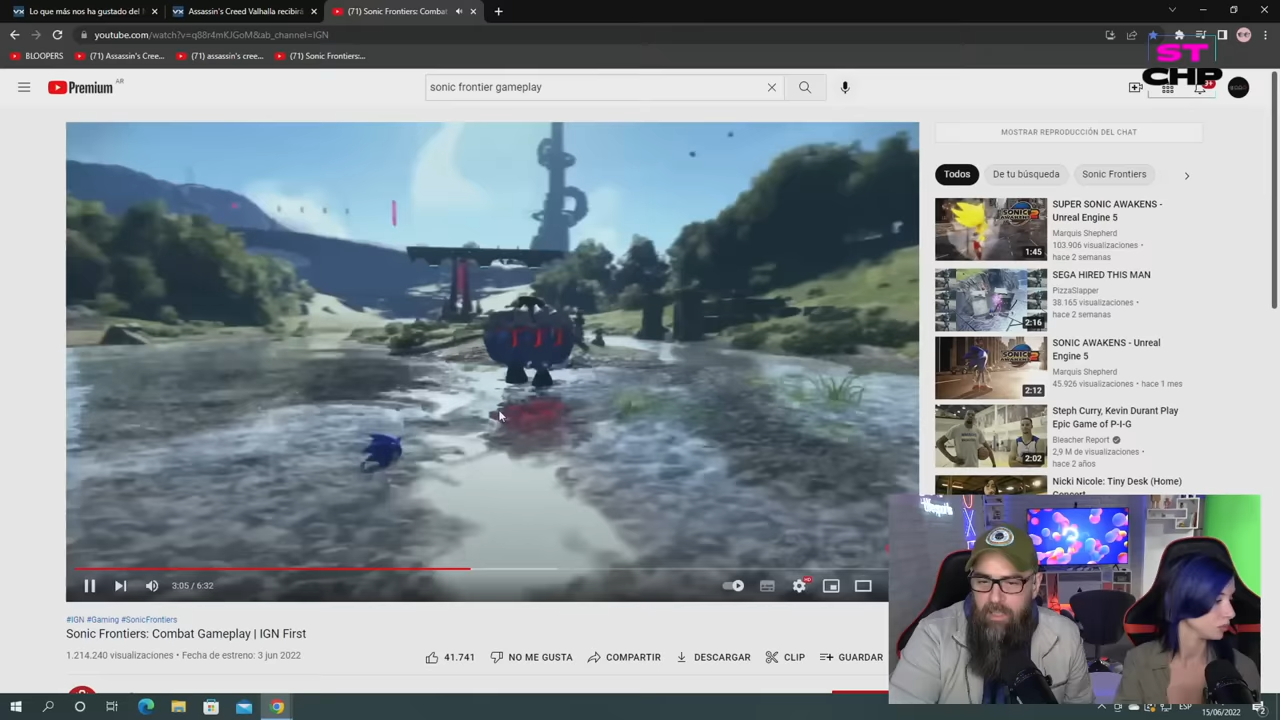 Lo que más nos ha gustado del M
Assassin's Creed Valhalla recibirá
(71) Sonic Frontiers: Combat
youtube.com/watch?v=q88r4mKJGoM&ab_channel=IGN
BLOOPERS
(71) Assassin's Cree...
(71) assassin's cree...
(71) Sonic Frontiers:...
ST
CHP
Premium
AR
sonic frontier gameplay
9+
MOSTRAR REPRODUCCIÓN DEL CHAT
Todos
De tu búsqueda
Sonic Frontiers
SUPER SONIC AWAKENS -
Unreal Engine 5
Marquis Shepherd
103.906 visualizaciones •
hace 2 semanas
1:45
SEGA HIRED THIS MAN
PizzaSlapper
38.165 visualizaciones •
hace 2 semanas
2:16
SONIC AWAKENS - Unreal
Engine 5
Marquis Shepherd
45.926 visualizaciones • hace 1 mes
2:12
Steph Curry, Kevin Durant Play
Epic Game of P-I-G
Bleacher Report
2,9 M de visualizaciones •
hace 2 años
2:02
Nicki Nicole: Tiny Desk (Home)
Concert
3:05 / 6:32
HD
#IGN #Gaming #SonicFrontiers
Sonic Frontiers: Combat Gameplay | IGN First
1.214.240 visualizaciones • Fecha de estreno: 3 jun 2022
41.741
NO ME GUSTA
COMPARTIR
DESCARGAR
CLIP
GUARDAR
ESP
15/06/2022
2